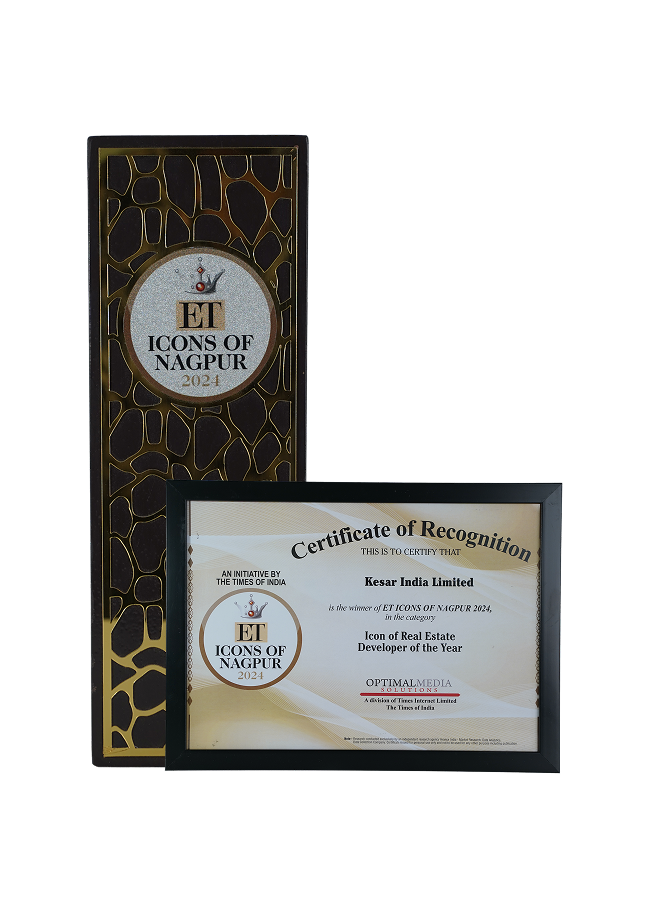 ET
ICONS OF
NAGPUR
2024
Certificate of Recognition
THIS IS TO CERTIFY THAT
AN INITIATIVE BY
THE TIMES OF INDIA
ET
ICONS OF
NAGPUR
2024
Kesar India Limited
is the winner of ET ICONS OF NAGPUR 2024,
in the category
Icon of Real Estate
Developer of the Year
OPTIMALMEDIA
SOLUTIONS
A division of Times Internet Limited
The Times of India